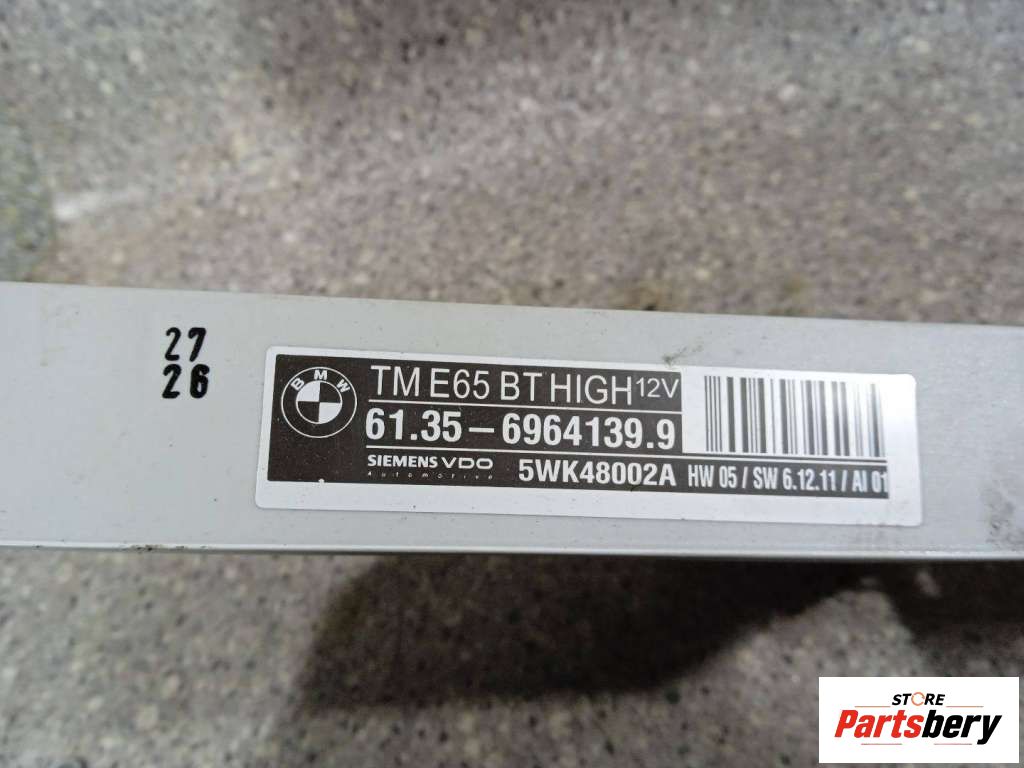 27
26
BMW
TM E65 BT HIGH 12V
61.35 – 6964139.9
SIEMENS VDO
Automotive
5WK48002A HW 05 / SW 6.12.11 / AI 01
STORE
Partsbery